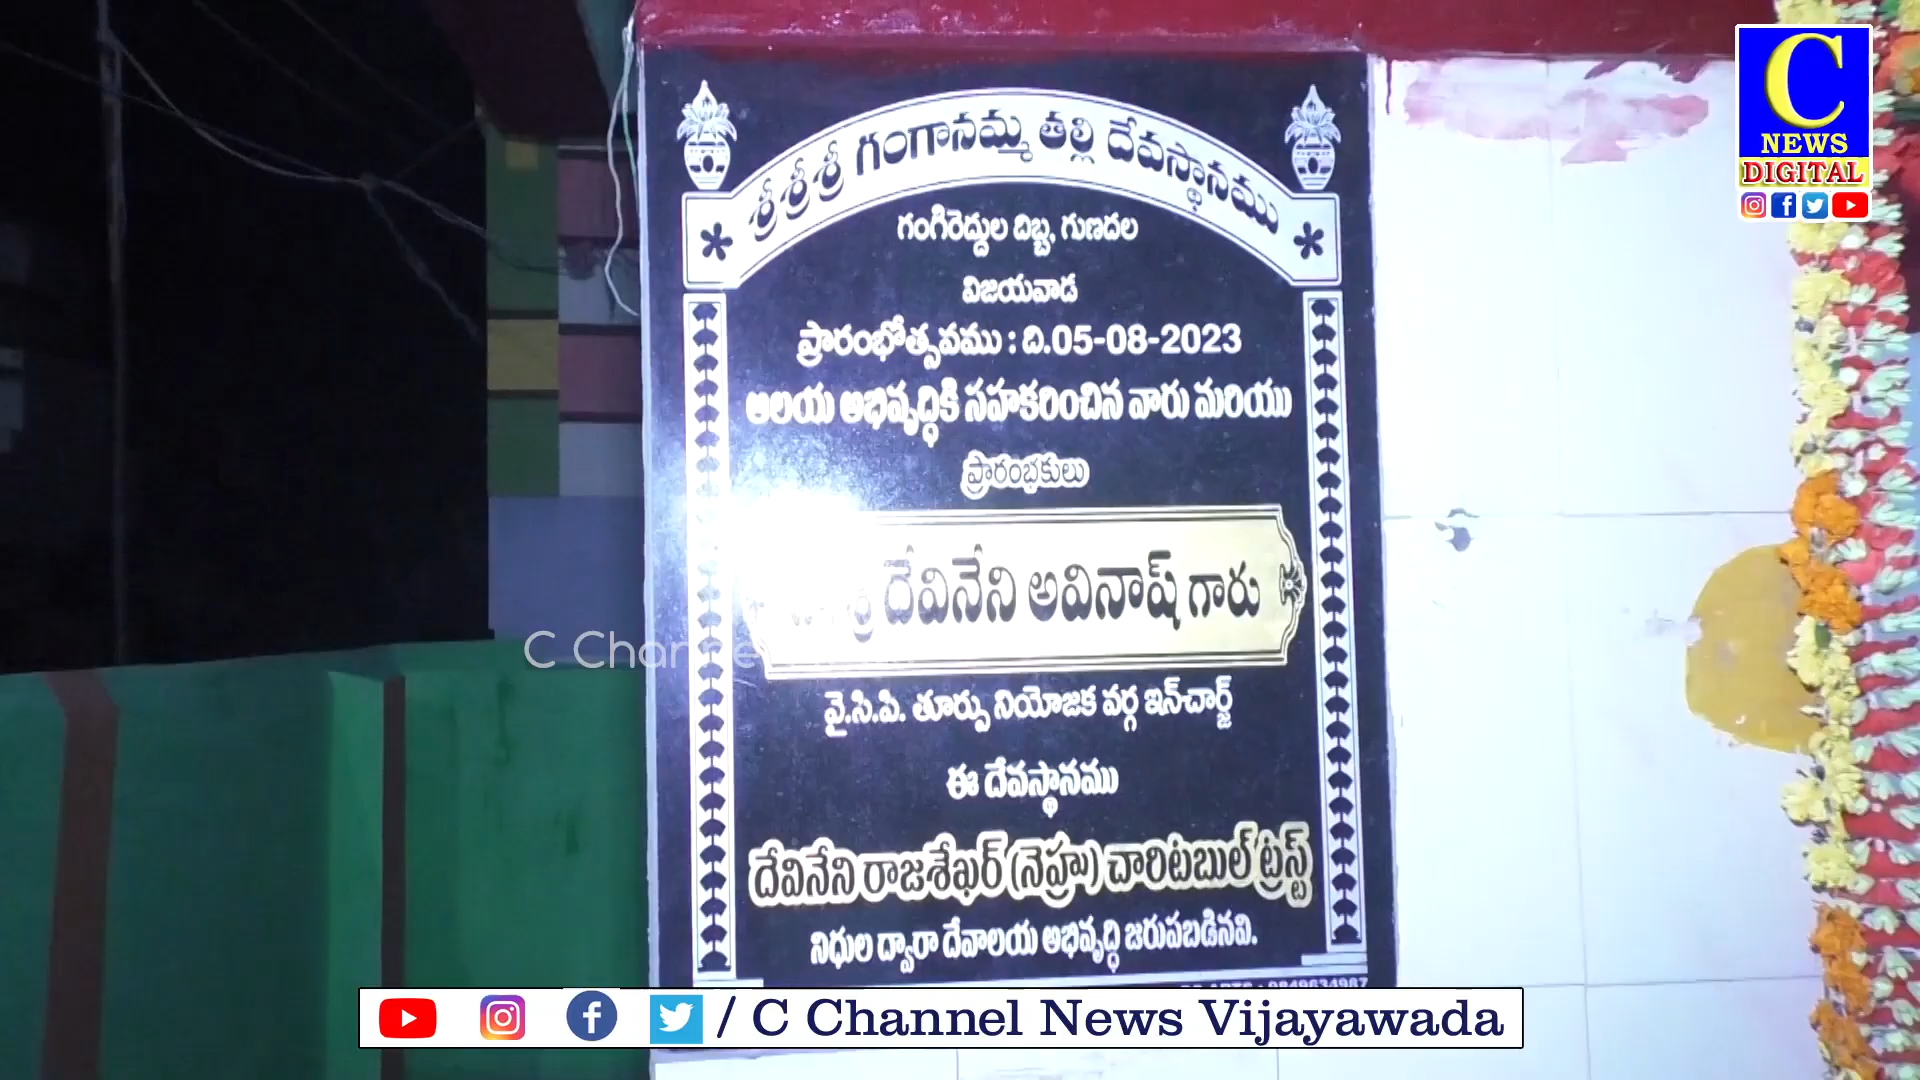 C
NEWS
DIGITAL
శ్రీ శ్రీ శ్రీ గంగానమ్మ తల్లి దేవస్థానము
గంగిరెద్దుల దిబ్బ, గుణదల
విజయవాడ
ప్రారంభోత్సవము : ది.05-08-2023
ఆలయ అభివృద్ధికి సహకరించిన వారు మరియు
ప్రారంభకులు
శ్రీ దేవినేని అవినాష్ గారు
వై.సి.పి. తూర్పు నియోజక వర్గ ఇన్‌చార్జ్
ఈ దేవస్థానము
దేవినేని రాజశేఖర్ (నెహ్రు) చారిటబుల్ ట్రస్ట్
నిధుల ద్వారా దేవాలయ అభివృద్ధి జరుపబడినవి.
C Channe
/ C Channel News Vijayawada